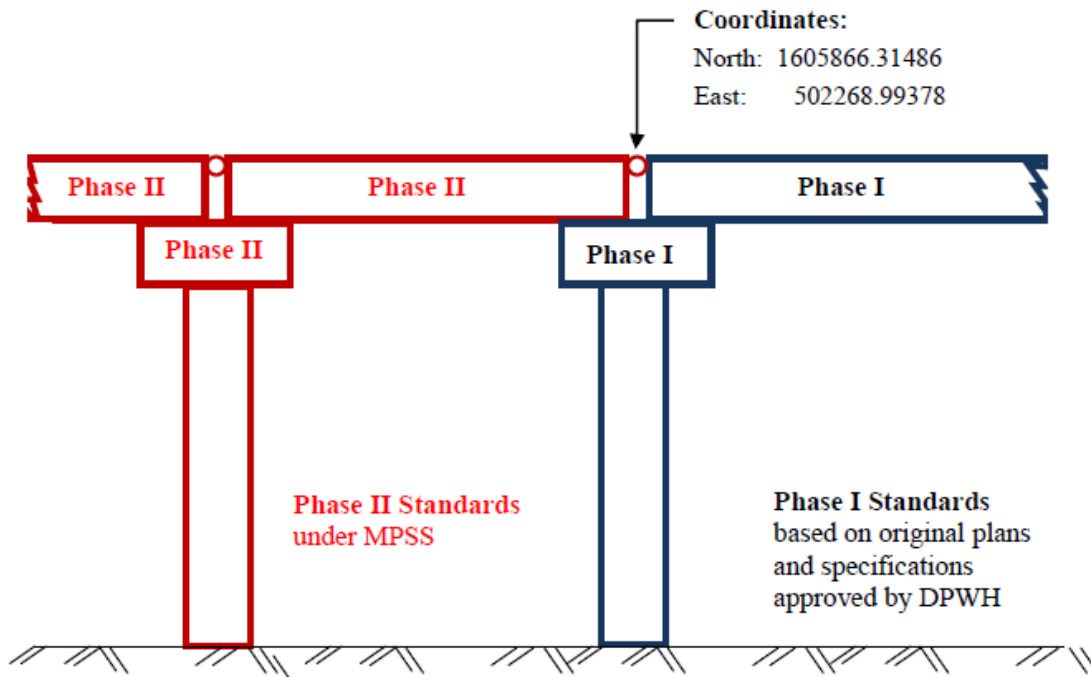 Coordinates:
North: 1605866.31486
East: 502268.99378
Phase II
Phase II
Phase I
Phase II
Phase I
Phase II Standards
under MPSS
Phase I Standards
based on original plans
and specifications
approved by DPWH